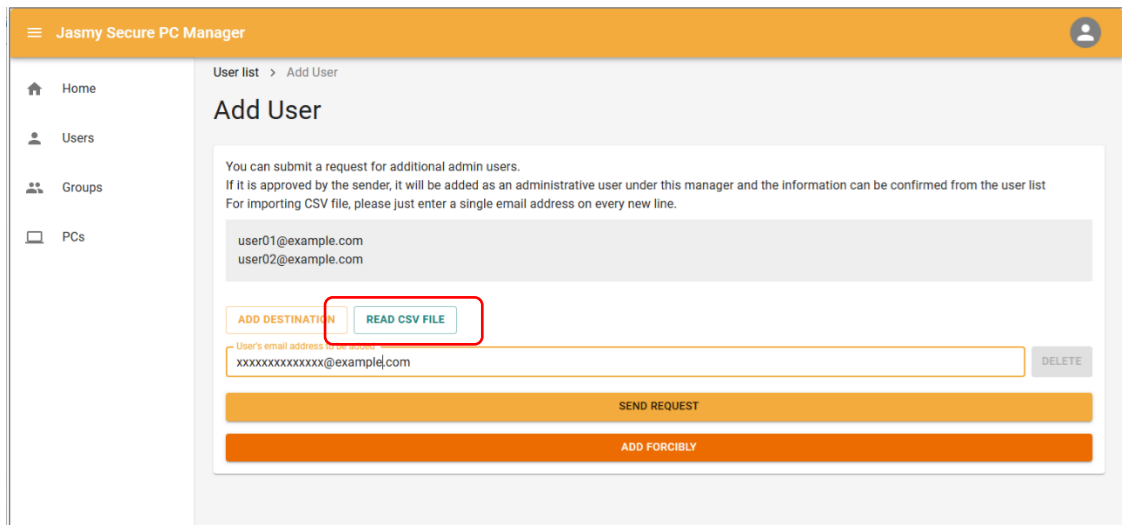 Jasmy Secure PC Manager
Home
Users
Groups
PCs
User list > Add User
Add User
You can submit a request for additional admin users.
If it is approved by the sender, it will be added as an administrative user under this manager and the information can be confirmed from the user list
For importing CSV file, please just enter a single email address on every new line.
user01@example.com
user02@example.com
ADD DESTINATION READ CSV FILE
User's email address to be added
xxxxxxxxxxxxxx@example.com
DELETE
SEND REQUEST
ADD FORCIBLY